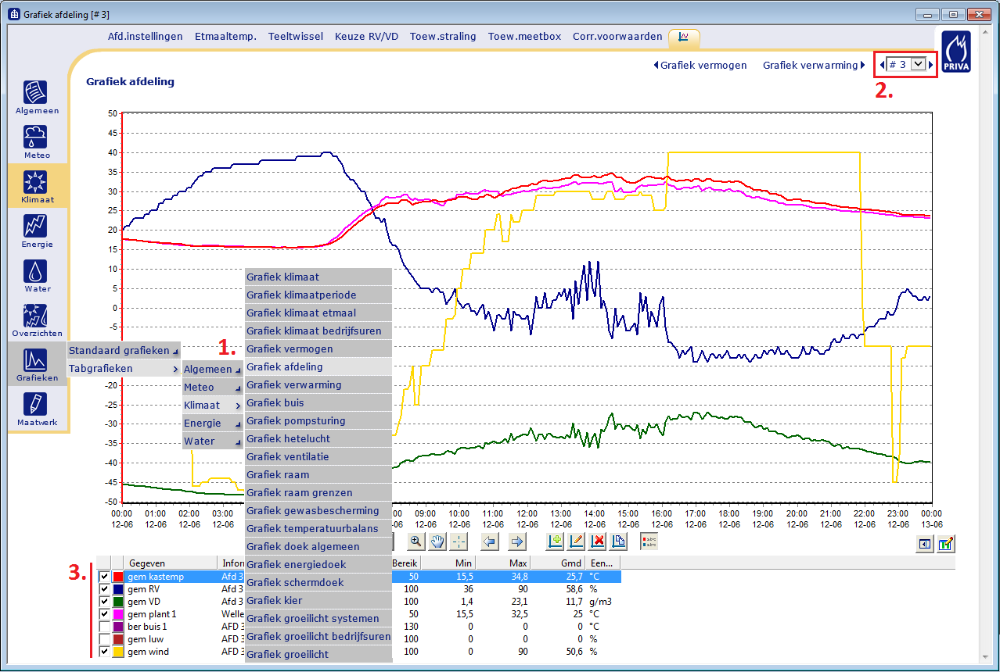 Grafiek afdeling [# 3]
Afd.instellingen Etmaaltemp. Teeltwissel Keuze RV/VD Toew.straling Toew.meetbox Corr.voorwaarden
Grafiek vermogen Grafiek verwarming # 3
PRIVA
2.
Grafiek afdeling
Algemeen
Meteo
Klimaat
Energie
Water
Overzichten
Grafieken
Maatwerk
50
45
40
35
30
25
20
15
10
5
0
-5
-20
-25
-30
-35
-40
-45
-50
1.
Standaard grafieken
Tabgrafieken
Algemeen
Meteo
Klimaat
Energie
Water
Grafiek klimaat
Grafiek klimaatperiode
Grafiek klimaat etmaal
Grafiek klimaat bedrijfsuren
Grafiek vermogen
Grafiek afdeling
Grafiek verwarming
Grafiek buis
Grafiek pompsturing
Grafiek hetelucht
Grafiek ventilatie
Grafiek raam
Grafiek raam grenzen
Grafiek gewasbescherming
Grafiek temperatuurbalans
Grafiek doek algemeen
Grafiek energiedoek
Grafiek schermdoek
Grafiek kier
Grafiek groeilicht systemen
Grafiek groeilicht bedrijfsuren
Grafiek groeilicht
00:00 01:00 02:00 03:00 :00 09:00 10:00 11:00 13:00 14:00 15:00 16:00 17:00 18:00 19:00 20:00 21:00 22:00 23:00 00:00
12-06 12-06 12-06 12-06 -06 12-06 12-06 12-06 12-06 12-06 12-06 12-06 12-06 12-06 12-06 12-06 12-06 12-06 12-06 13-06
3.
Gegeven Infor Bereik Min Max Gmd Een...
gem kastemp Afd 3 50 15,5 34,8 25,7 °C
gem RV Afd 3 100 36 90 58,6 %
gem VD Afd 3 100 1,4 23,1 11,7 g/m3
gem plant 1 Welle 50 15,5 32,5 25 °C
ber buis 1 AFD 3 130 0 0 0 °C
gem luw AFD 3 100 0 0 0 %
gem wind AFD 3 100 0 90 50,6 %